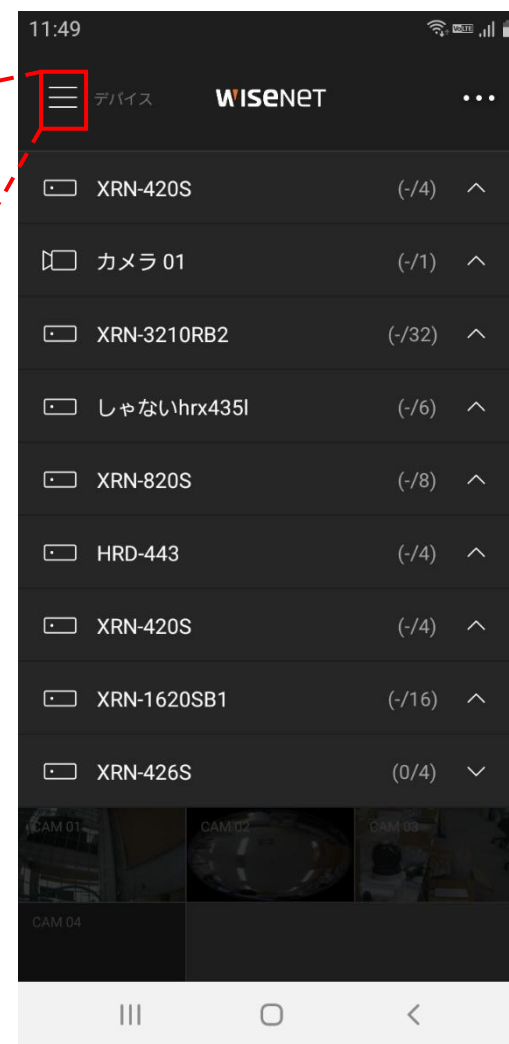 11:49
デバイス WISENET
XRN-420S (-/4)
カメラ 01 (-/1)
XRN-3210RB2 (-/32)
しゃないhrx435l (-/6)
XRN-820S (-/8)
HRD-443 (-/4)
XRN-420S (-/4)
XRN-1620SB1 (-/16)
XRN-426S (0/4)
CAM 01 CAM 02 CAM 03
CAM 04